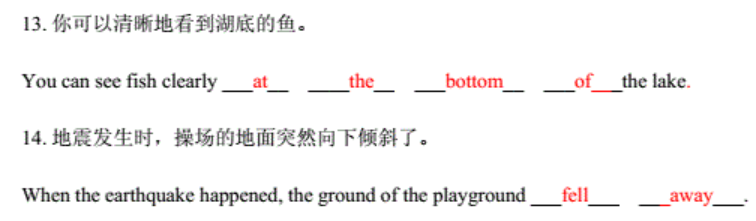 13. 你可以清晰地看到湖底的鱼。
You can see fish clearly ___at__ ____the__ ___bottom__ ___of___the lake.
14. 地震发生时，操场的地面突然向下倾斜了。
When the earthquake happened, the ground of the playground ___fell___ ___away___.